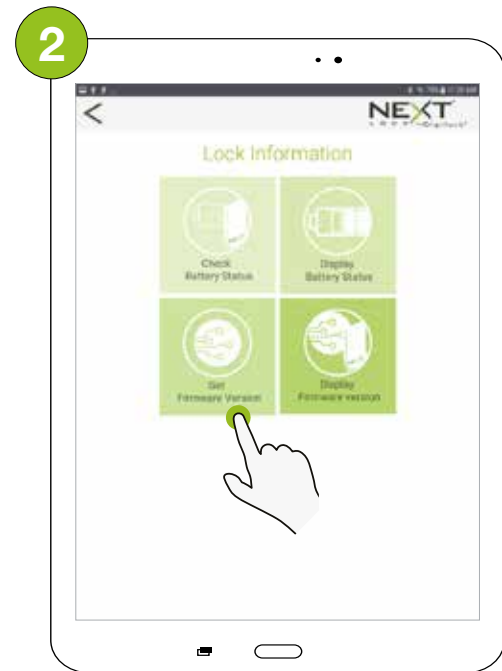 2
NEXT
Lock Information
Check
Battery Status
Display
Battery Status
Get
Firmware Version
Display
Firmware version